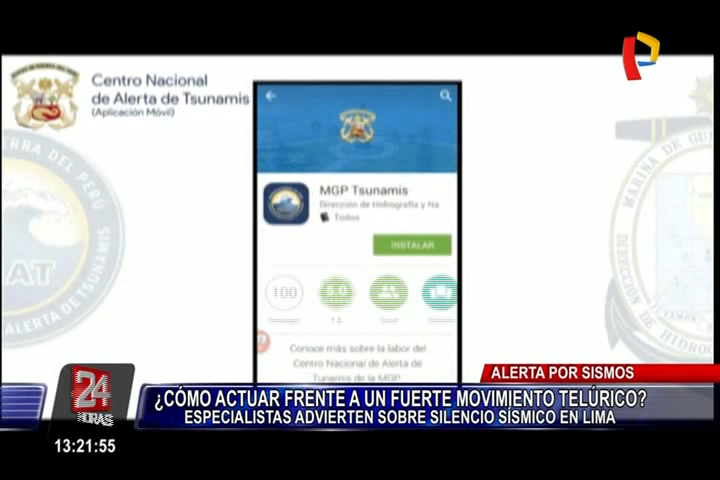 Centro Nacional
de Alerta de Tsunamis
(Aplicación Móvil)
MGP Tsunamis
Dirección de Hidrografía y Na
Todos
INSTALAR
100
Conoce más sobre la labor del
Centro Nacional de Alerta de
Tsunamis de la MGP
ALERTA POR SISMOS
24
HORAS
¿CÓMO ACTUAR FRENTE A UN FUERTE MOVIMIENTO TELÚRICO?
ESPECIALISTAS ADVIERTEN SOBRE SILENCIO SÍSMICO EN LIMA
13:21:55